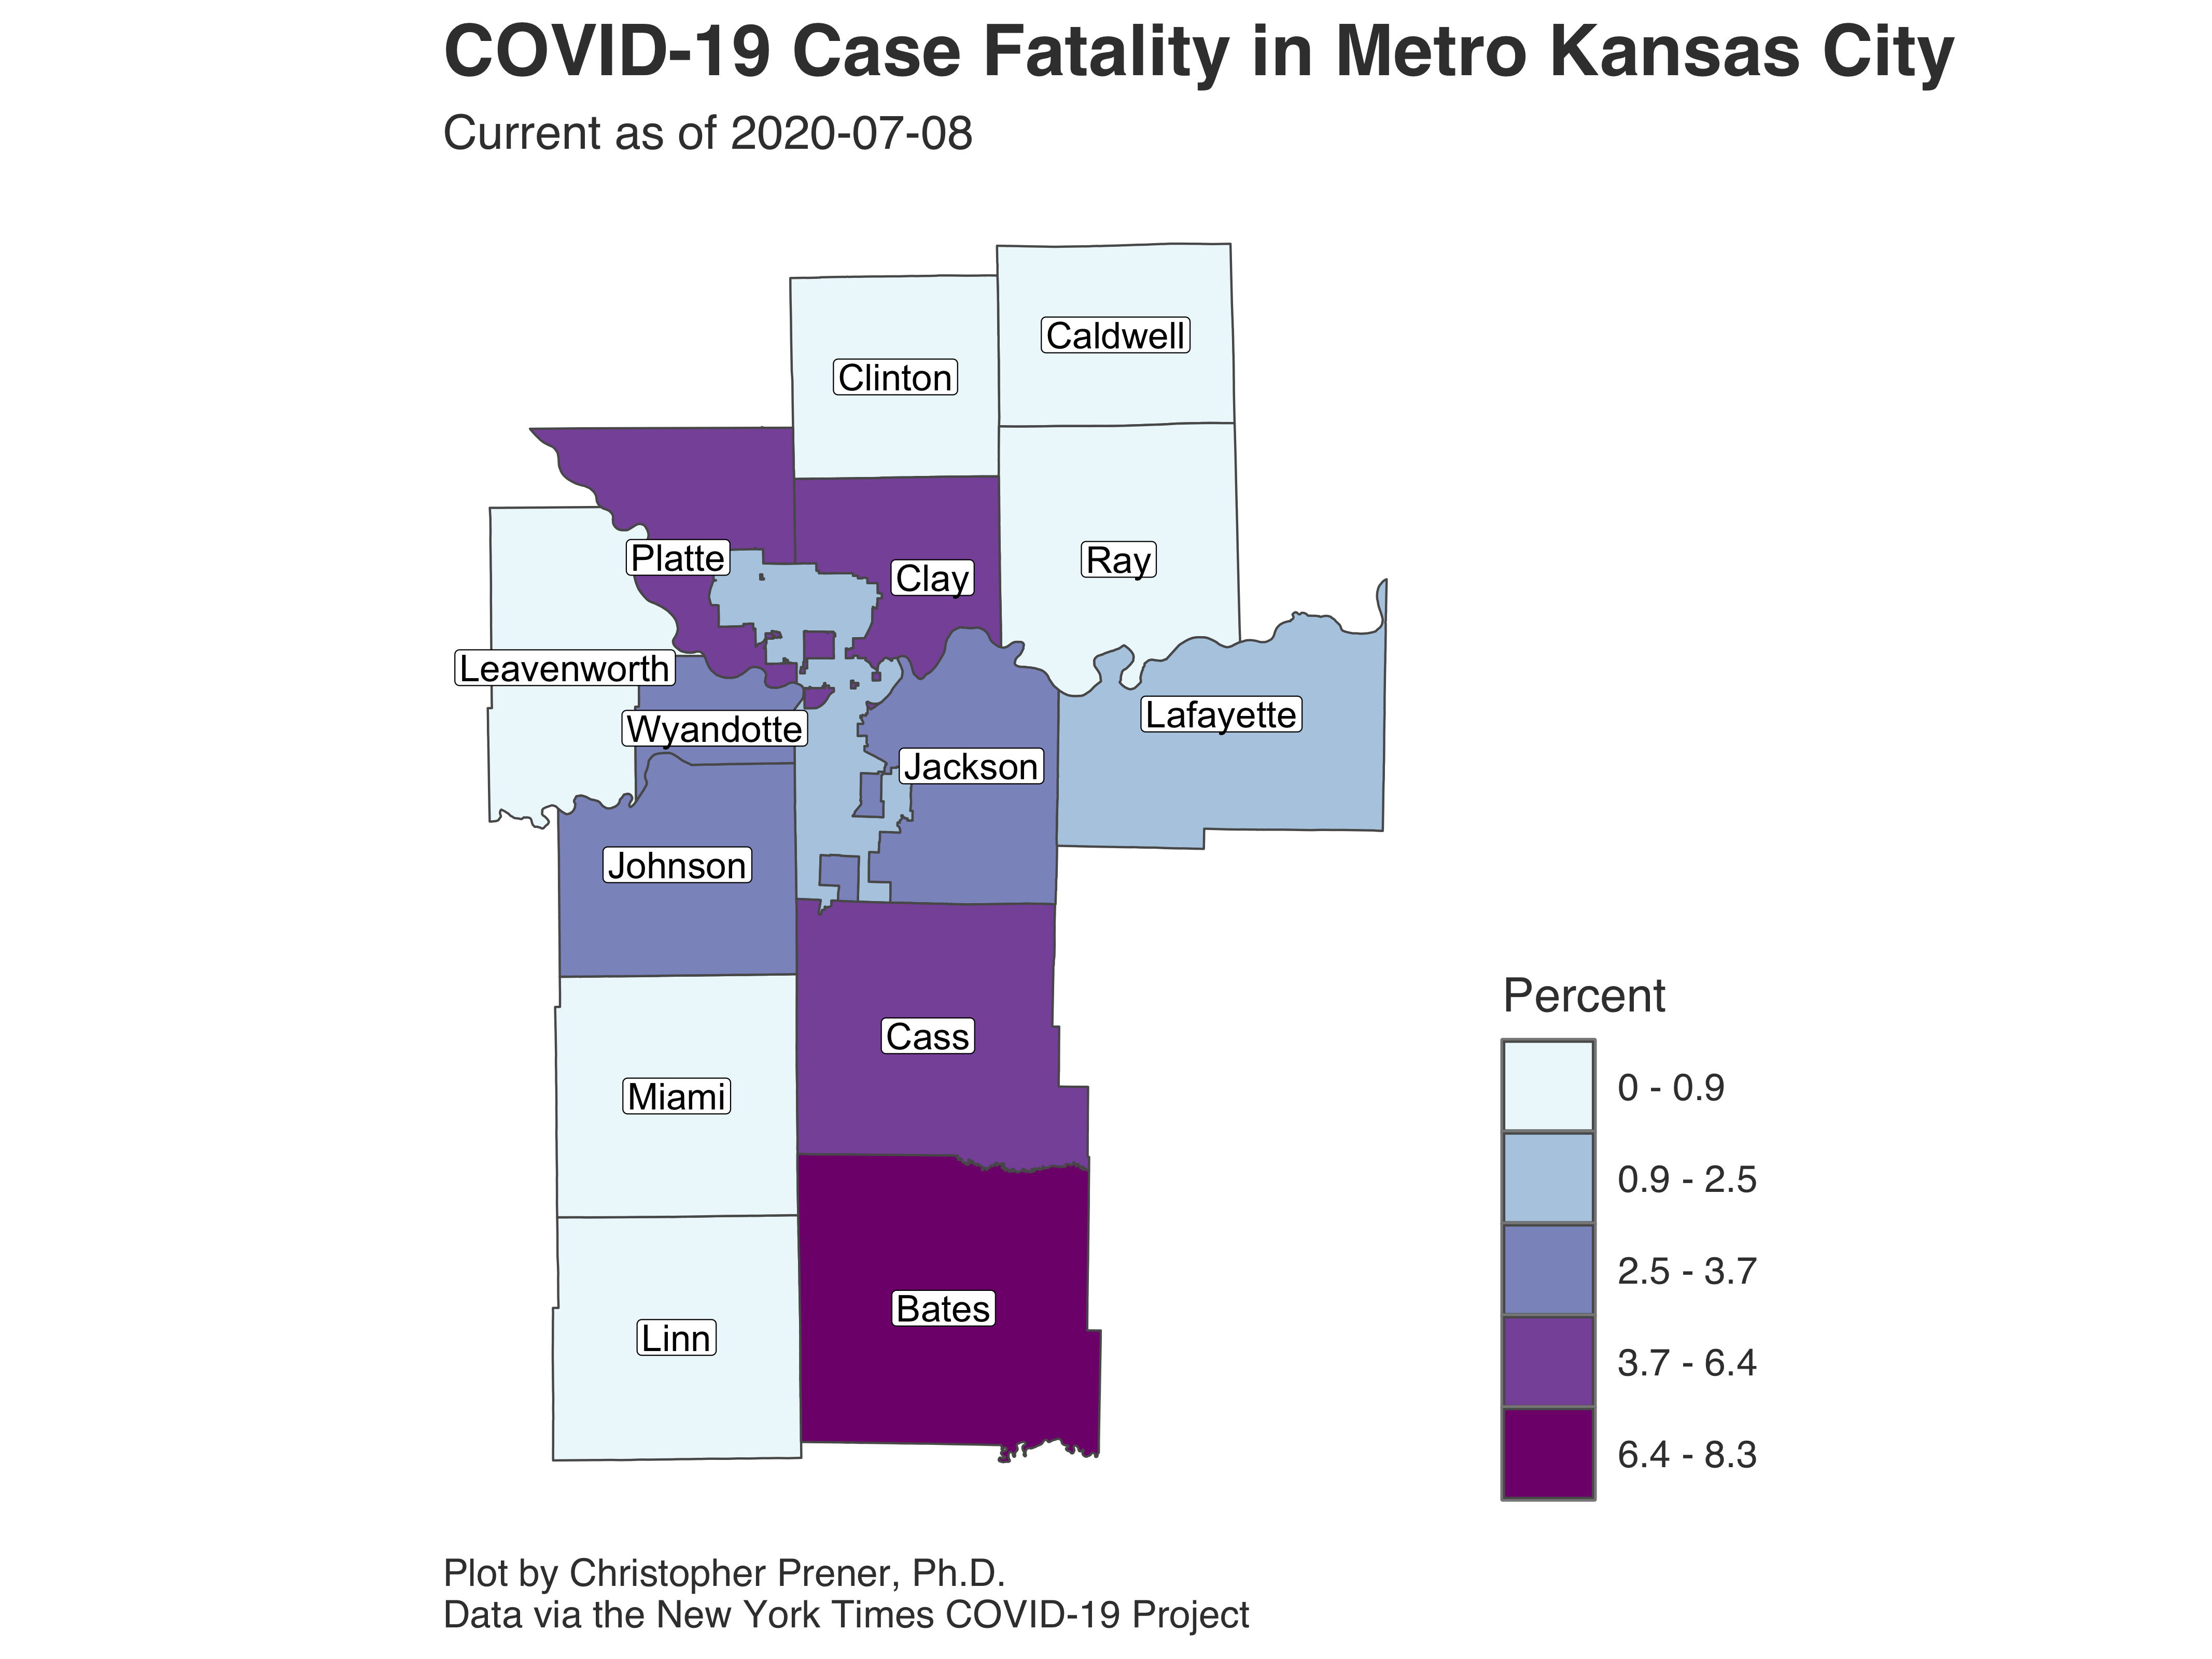 COVID-19 Case Fatality in Metro Kansas City
Current as of 2020-07-08
Caldwell
Clinton
Platte
Clay
Ray
Leavenworth
Wyandotte
Lafayette
Jackson
Johnson
Cass
Miami
Bates
Linn
Percent
0 - 0.9
0.9 - 2.5
2.5 - 3.7
3.7 - 6.4
6.4 - 8.3
Plot by Christopher Prener, Ph.D.
Data via the New York Times COVID-19 Project